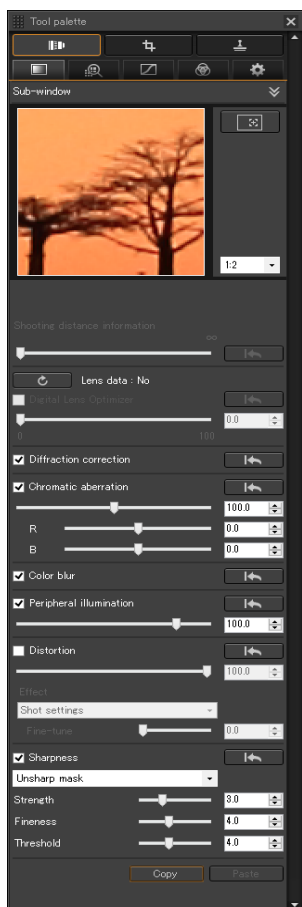 Tool palette
Sub-window
1:2
Shooting distance information
∞
Lens data : No
Digital Lens Optimizer
0.0
0 100
Diffraction correction
Chromatic aberration
100.0
R 0.0
B 0.0
Color blur
Peripheral illumination
100.0
Distortion
100.0
Effect
Shot settings
Fine-tune 0.0
Sharpness
Unsharp mask
Strength 3.0
Fineness 4.0
Threshold 4.0
Copy Paste